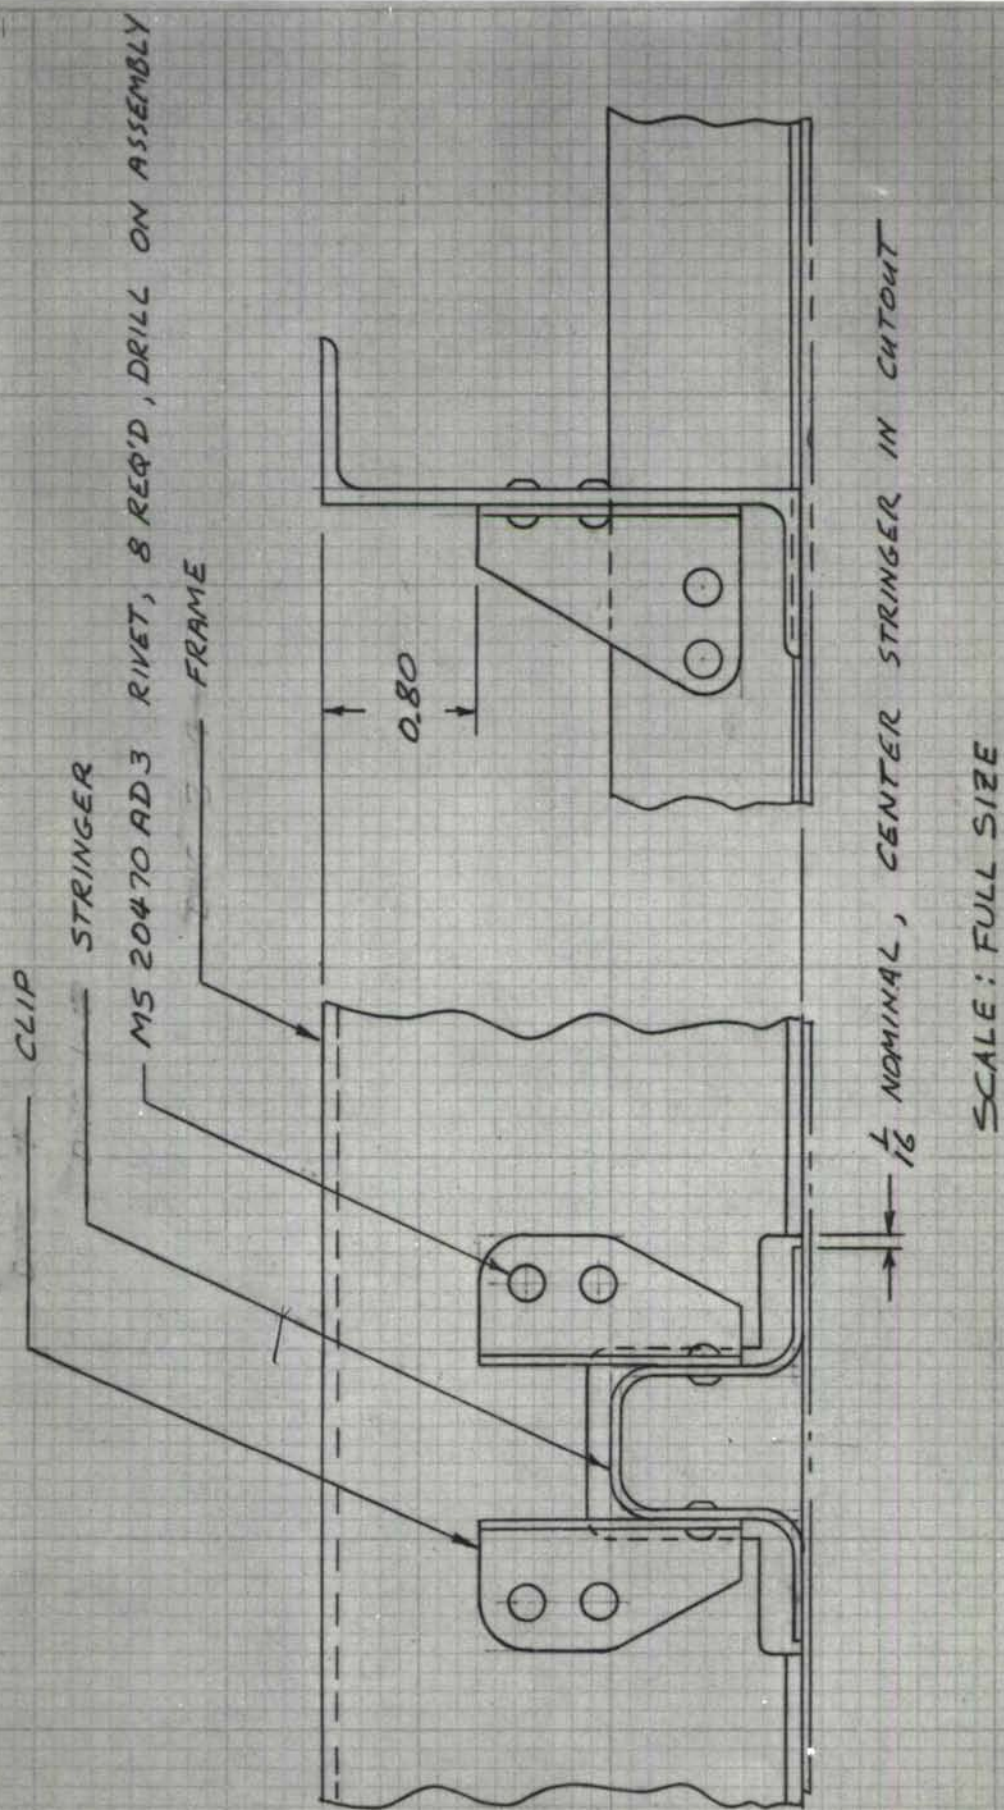 CLIP
STRINGER
MS 20470 AD3 RIVET, 8 REQ'D, DRILL ON ASSEMBLY
FRAME
0.80
1/16 NOMINAL, CENTER STRINGER IN CUTOUT
SCALE: FULL SIZE